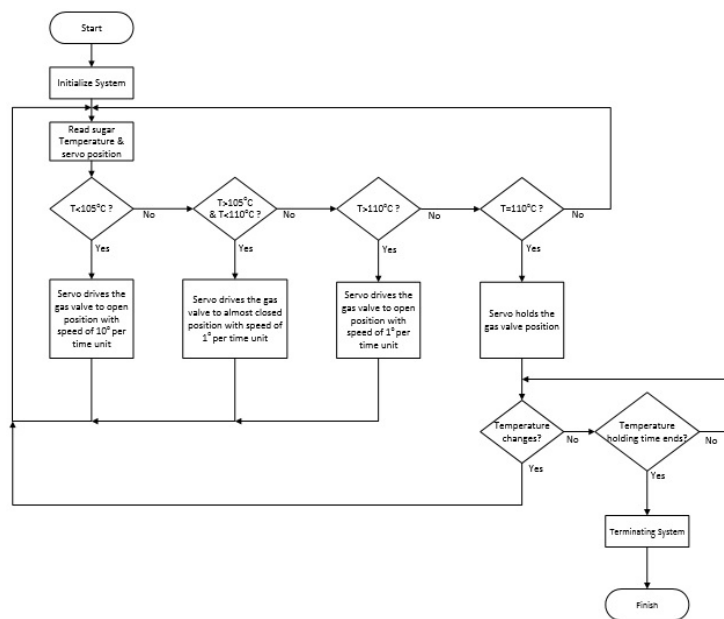 Start
Initialize System
Read sugar
Temperature &
servo position
T<105°C ?
No
T>105°C
& T<110°C ?
No
T>110°C ?
No
T=110°C ?
No
Yes
Yes
Yes
Yes
Servo drives the
gas valve to open
position with
speed of 10° per
time unit
Servo drives the gas
valve to almost closed
position with speed of
1° per time unit
Servo drives the
gas valve to open
position with
speed of 1° per
time unit
Servo holds the
gas valve position
Temperature
changes?
No
Temperature
holding time ends?
No
Yes
Yes
Terminating System
Finish